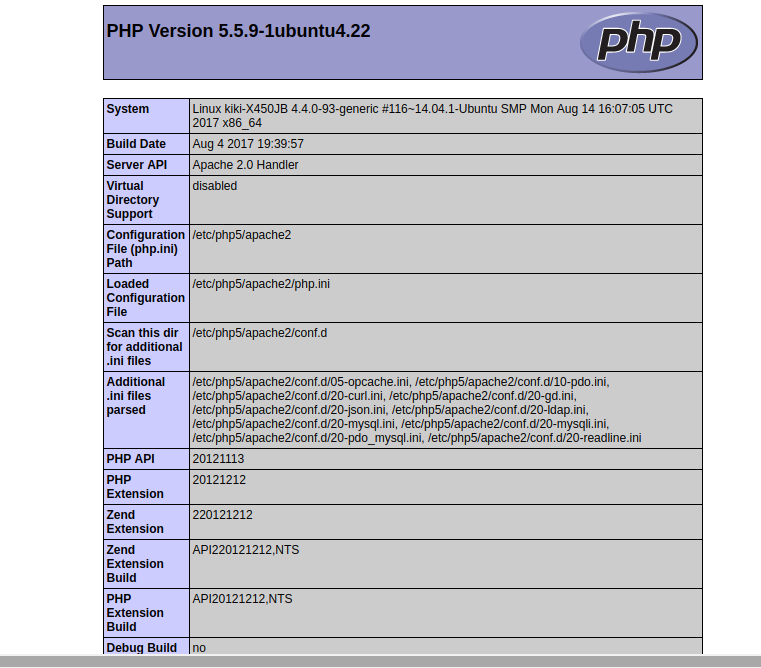 PHP Version 5.5.9-1ubuntu4.22
php
System
Linux kiki-X450JB 4.4.0-93-generic #116~14.04.1-Ubuntu SMP Mon Aug 14 16:07:05 UTC
2017 x86_64
Build Date
Aug 4 2017 19:39:57
Server API
Apache 2.0 Handler
Virtual
Directory
Support
disabled
Configuration
File (php.ini)
Path
/etc/php5/apache2
Loaded
Configuration
File
/etc/php5/apache2/php.ini
Scan this dir
for additional
.ini files
/etc/php5/apache2/conf.d
Additional
.ini files
parsed
/etc/php5/apache2/conf.d/05-opcache.ini, /etc/php5/apache2/conf.d/10-pdo.ini,
/etc/php5/apache2/conf.d/20-curl.ini, /etc/php5/apache2/conf.d/20-gd.ini,
/etc/php5/apache2/conf.d/20-json.ini, /etc/php5/apache2/conf.d/20-ldap.ini,
/etc/php5/apache2/conf.d/20-mysql.ini, /etc/php5/apache2/conf.d/20-mysqli.ini,
/etc/php5/apache2/conf.d/20-pdo_mysql.ini, /etc/php5/apache2/conf.d/20-readline.ini
PHP API
20121113
PHP
Extension
20121212
Zend
Extension
220121212
Zend
Extension
Build
API220121212,NTS
PHP
Extension
Build
API20121212,NTS
Debug Build
no